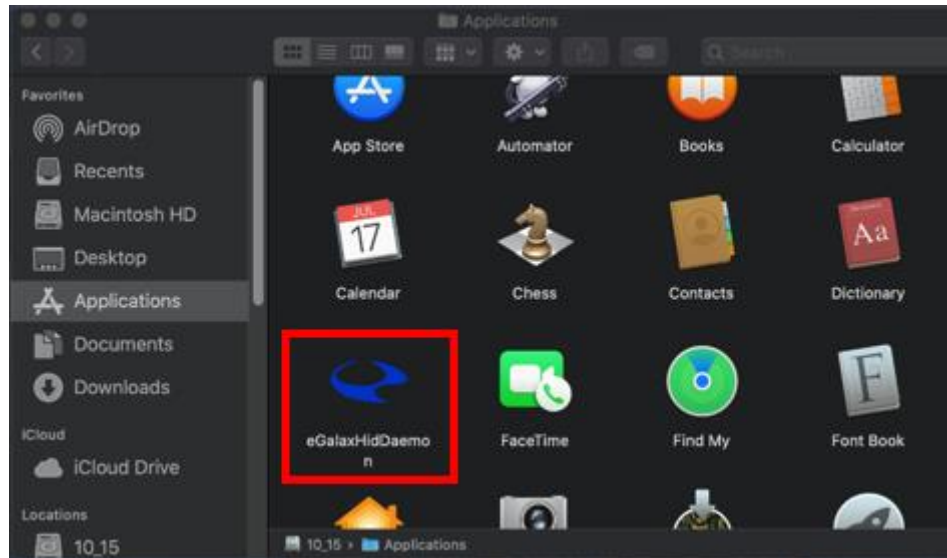 Applications
Search
Favorites
AirDrop
Recents
Macintosh HD
Desktop
Applications
Documents
Downloads
iCloud
iCloud Drive
Locations
10_15
App Store
Automator
Books
Calculator
JUL
17
Aa
Calendar
Chess
Contacts
Dictionary
F
eGalaxHidDaemo
n
FaceTime
Find My
Font Book
10_15 › Applications